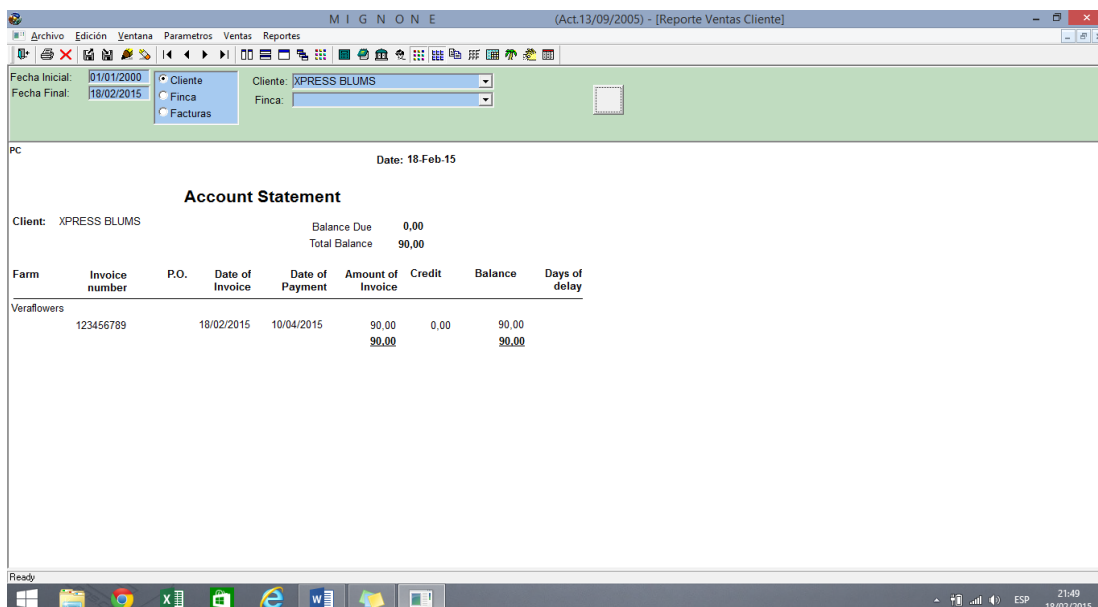 M I G N O N E (Act.13/09/2005) - [Reporte Ventas Cliente]
Archivo Edición Ventana Parametros Ventas Reportes
Fecha Inicial: 01/01/2000 Cliente Cliente: XPRESS BLUMS
Fecha Final: 18/02/2015 Finca Finca:
Facturas
PC
Date: 18-Feb-15
Account Statement
Client: XPRESS BLUMS
Balance Due 0,00
Total Balance 90,00
Farm Invoice P.O. Date of Date of Amount of Credit Balance Days of
number Invoice Payment Invoice delay
Veraflowers
123456789 18/02/2015 10/04/2015 90,00 0,00 90,00
90,00 90,00
Ready
ESP 21:49
18/02/2015